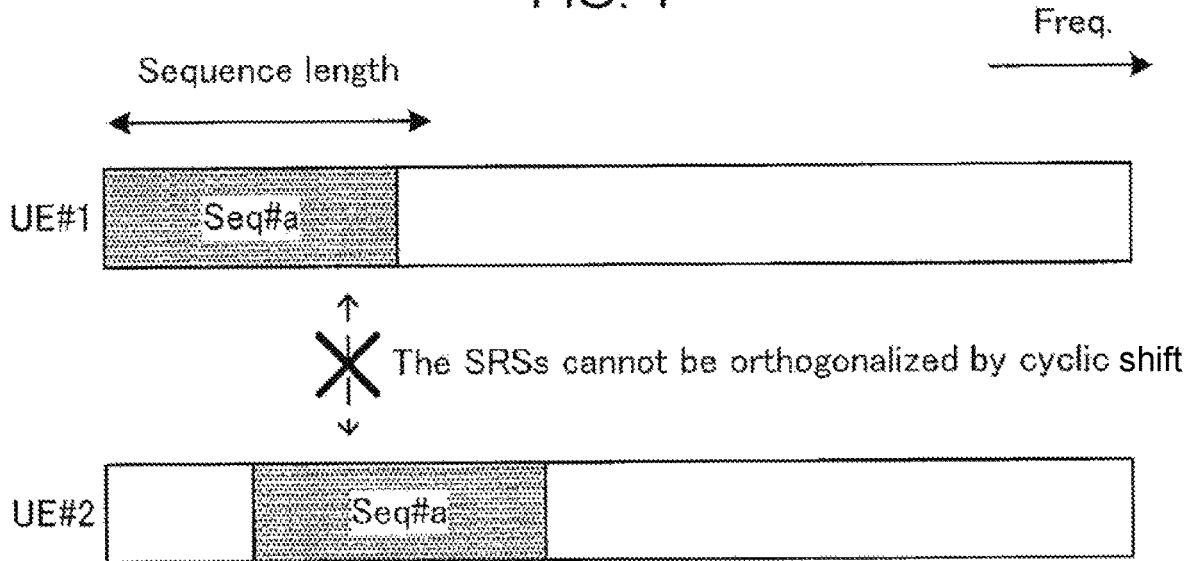 Freq.
Sequence length
UE#1
Seq#a
The SRSs cannot be orthogonalized by cyclic shift
UE#2
Seq#a